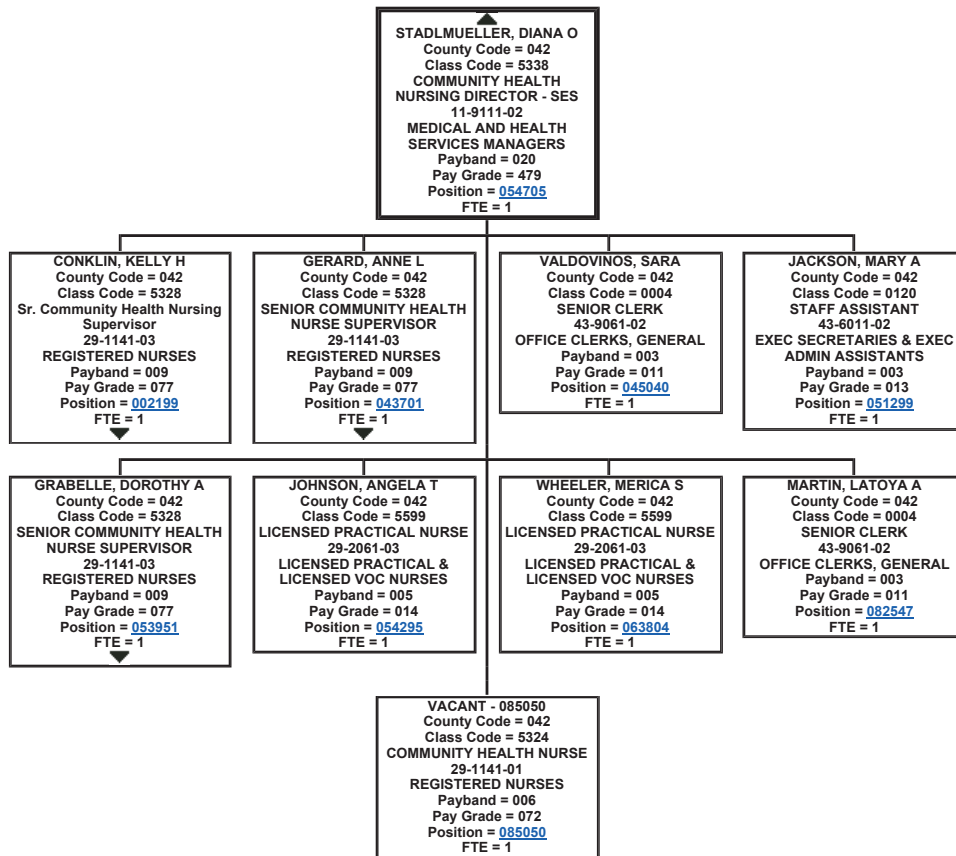 STADLMUELLER, DIANA O
County Code = 042
Class Code = 5338
COMMUNITY HEALTH
NURSING DIRECTOR - SES
11-9111-02
MEDICAL AND HEALTH
SERVICES MANAGERS
Payband = 020
Pay Grade = 479
Position = 054705
FTE = 1
CONKLIN, KELLY H
County Code = 042
Class Code = 5328
Sr. Community Health Nursing
Supervisor
29-1141-03
REGISTERED NURSES
Payband = 009
Pay Grade = 077
Position = 002199
FTE = 1
GERARD, ANNE L
County Code = 042
Class Code = 5328
SENIOR COMMUNITY HEALTH
NURSE SUPERVISOR
29-1141-03
REGISTERED NURSES
Payband = 009
Pay Grade = 077
Position = 043701
FTE = 1
VALDOVINOS, SARA
County Code = 042
Class Code = 0004
SENIOR CLERK
43-9061-02
OFFICE CLERKS, GENERAL
Payband = 003
Pay Grade = 011
Position = 045040
FTE = 1
JACKSON, MARY A
County Code = 042
Class Code = 0120
STAFF ASSISTANT
43-6011-02
EXEC SECRETARIES & EXEC
ADMIN ASSISTANTS
Payband = 003
Pay Grade = 013
Position = 051299
FTE = 1
GRABELLE, DOROTHY A
County Code = 042
Class Code = 5328
SENIOR COMMUNITY HEALTH
NURSE SUPERVISOR
29-1141-03
REGISTERED NURSES
Payband = 009
Pay Grade = 077
Position = 053951
FTE = 1
JOHNSON, ANGELA T
County Code = 042
Class Code = 5599
LICENSED PRACTICAL NURSE
29-2061-03
LICENSED PRACTICAL &
LICENSED VOC NURSES
Payband = 005
Pay Grade = 014
Position = 054295
FTE = 1
WHEELER, MERICA S
County Code = 042
Class Code = 5599
LICENSED PRACTICAL NURSE
29-2061-03
LICENSED PRACTICAL &
LICENSED VOC NURSES
Payband = 005
Pay Grade = 014
Position = 063804
FTE = 1
MARTIN, LATOYA A
County Code = 042
Class Code = 0004
SENIOR CLERK
43-9061-02
OFFICE CLERKS, GENERAL
Payband = 003
Pay Grade = 011
Position = 082547
FTE = 1
VACANT - 085050
County Code = 042
Class Code = 5324
COMMUNITY HEALTH NURSE
29-1141-01
REGISTERED NURSES
Payband = 006
Pay Grade = 072
Position = 085050
FTE = 1